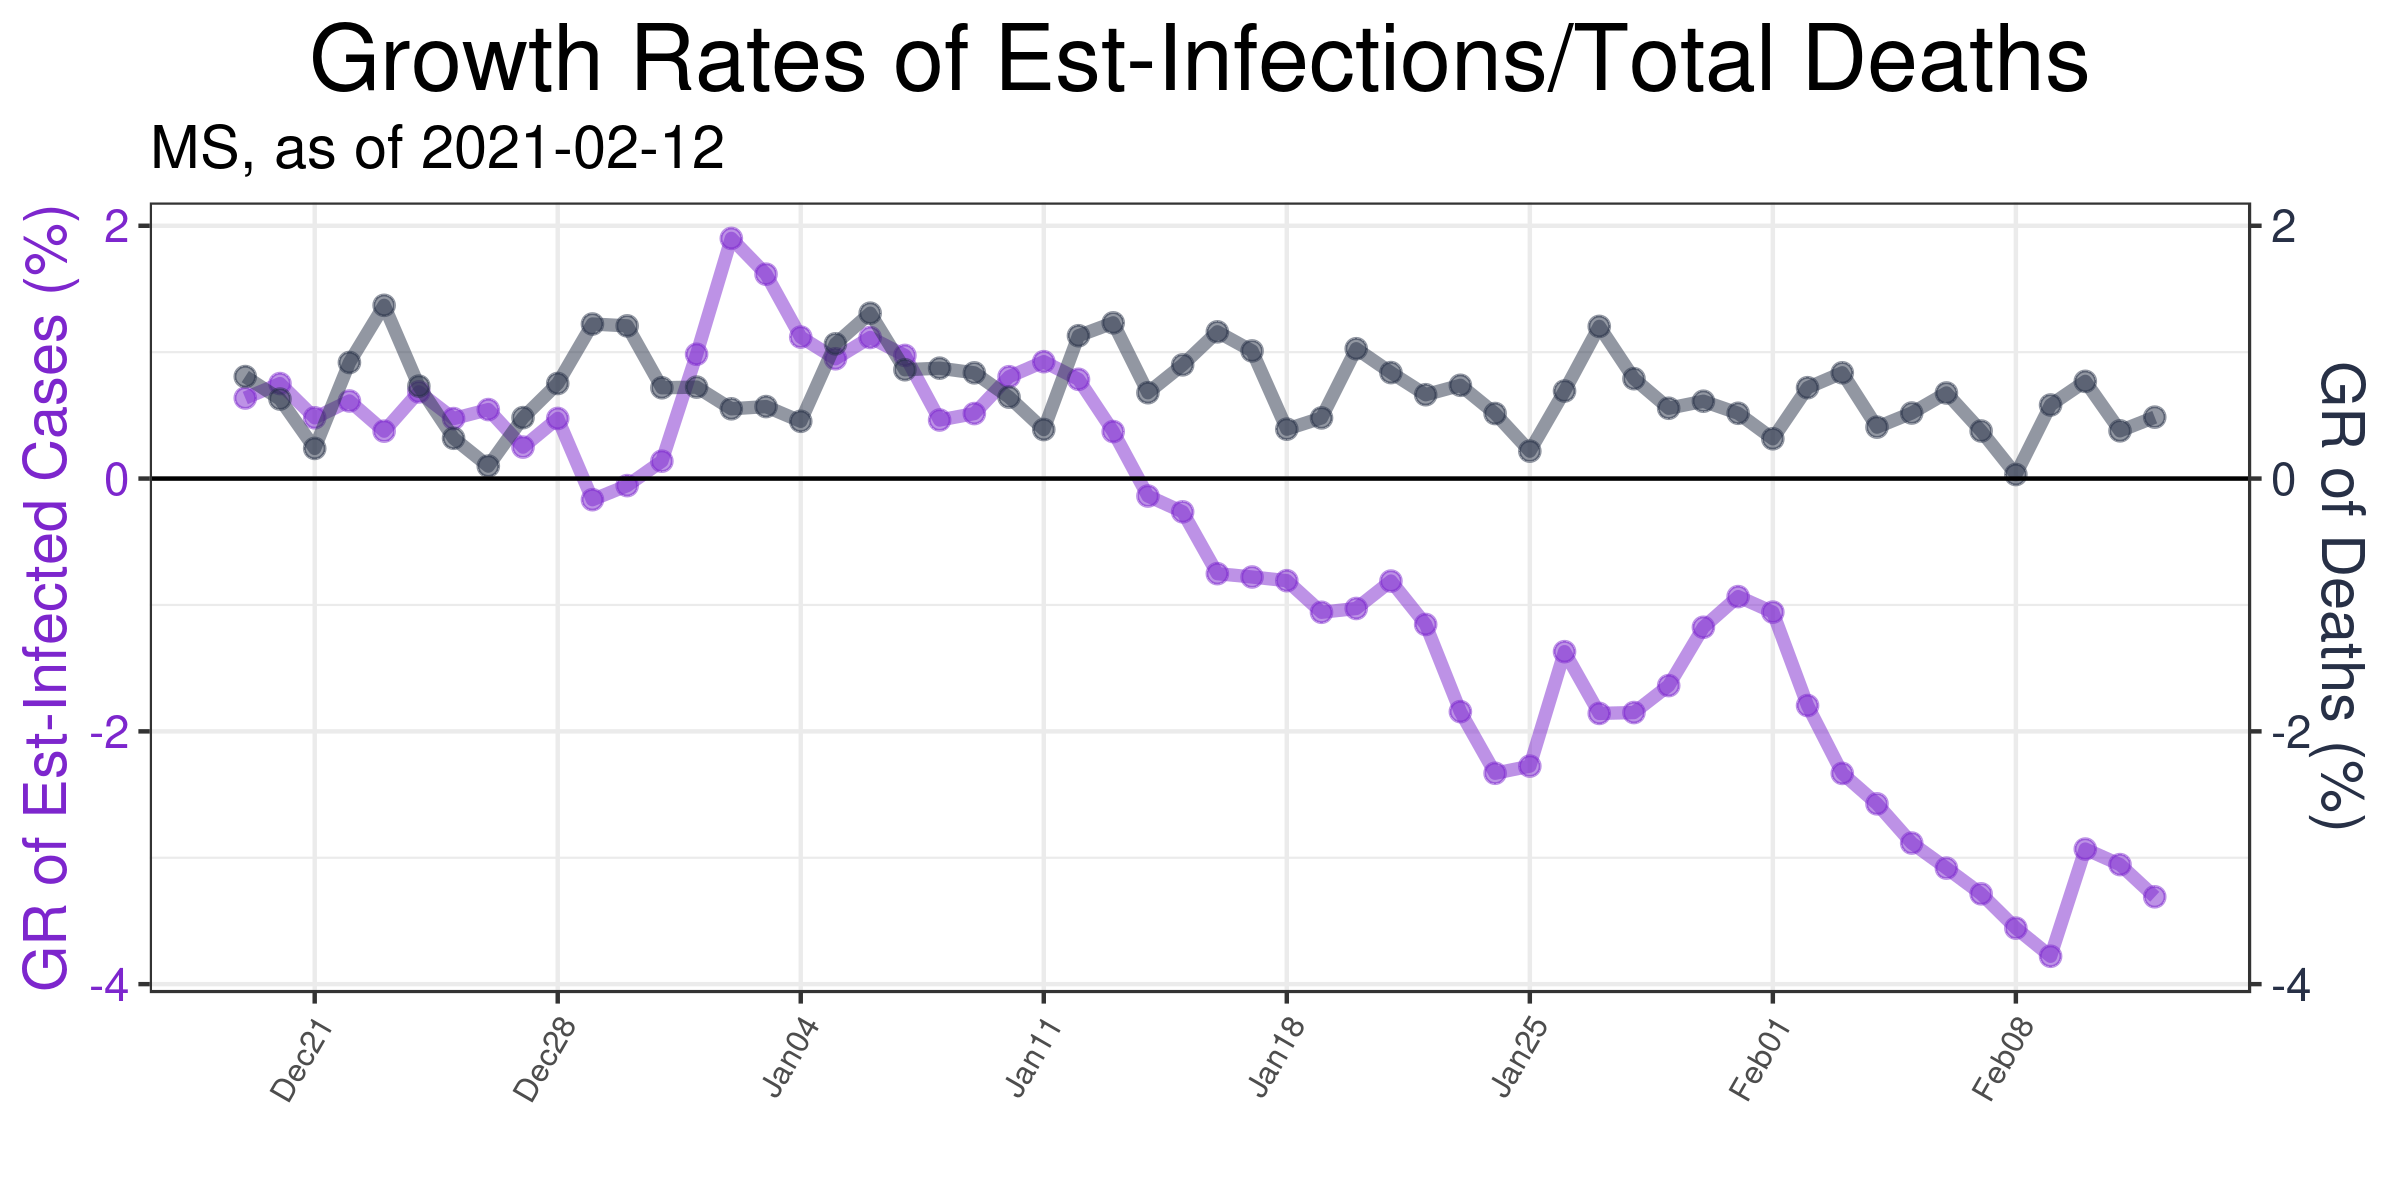 Growth Rates of Est-Infections/Total Deaths
MS, as of 2021-02-12
GR of Est-Infected Cases (%)
2
0
-2
-4
2
0
-2
-4
GR of Deaths (%)
Dec21
Dec28
Jan04
Jan11
Jan18
Jan25
Feb01
Feb08